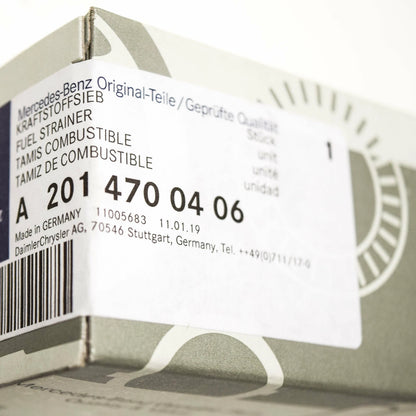 Mercedes-Benz Original-Teile/Geprüfte Qualität
KRAFTSTOFFSIEB
Stück
1
FUEL STRAINER
unit
TAMIS COMBUSTIBLE
unité
TAMIZ DE COMBUSTIBLE
unidad
A 201 470 04 06
Made in GERMANY 11005683 11.01.19
DaimlerChrysler AG, 70546 Stuttgart, Germany, Tel. ++49(0)711/17-0
Mercedes-Benz